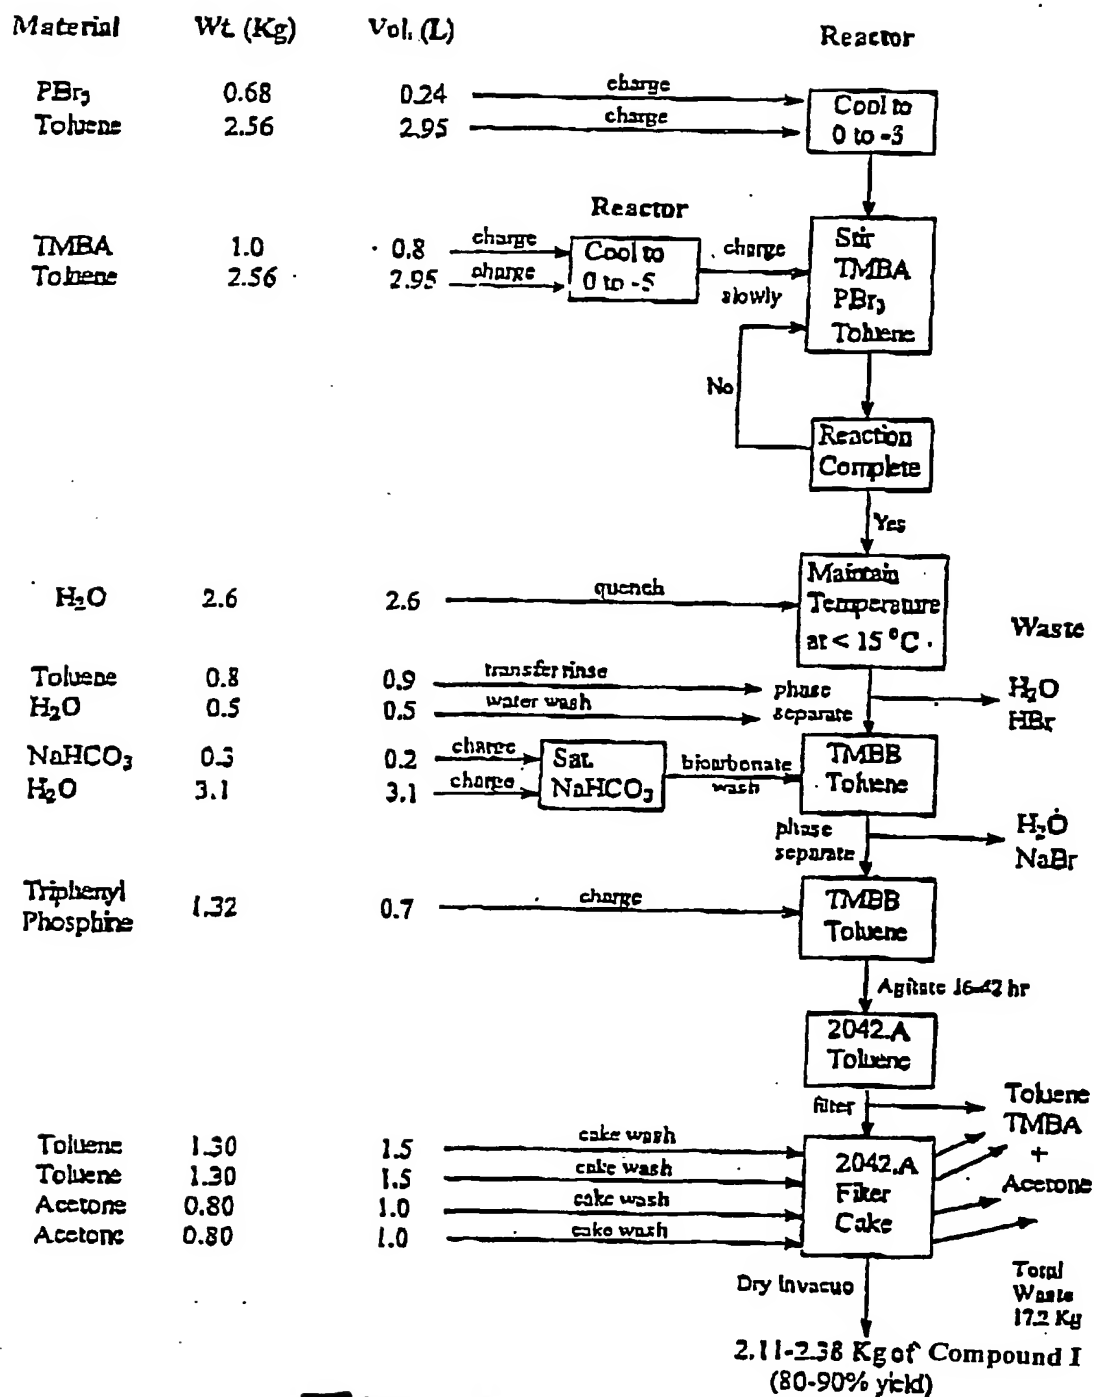 Material Wt. (Kg) Vol. (L)
Reactor
PBr₃ 0.68 0.24 charge
Toluene 2.56 2.95 charge
Cool to
0 to -3
Reactor
TMBA 1.0 0.8 charge
Toluene 2.56 2.95 charge
Cool to
0 to -5
charge
slowly
Stir
TMBA
PBr₃
Toluene
No
Reaction
Complete
Yes
H₂O 2.6 2.6 quench
Maintain
Temperature
at < 15 °C
Waste
Toluene 0.8 0.9 transfer rinse
H₂O 0.5 0.5 water wash
phase
separate
H₂O
HBr
NaHCO₃ 0.3 0.2 charge
H₂O 3.1 3.1 charge
Sat.
NaHCO₃
bicarbonate
wash
TMBB
Toluene
phase
separate
H₂O
NaBr
Triphenyl
Phosphine 1.32 0.7 charge
TMBB
Toluene
Agitate 16-42 hr
2042.A
Toluene
filter
Toluene
TMBA
+
Acetone
Toluene 1.30 1.5 cake wash
Toluene 1.30 1.5 cake wash
Acetone 0.80 1.0 cake wash
Acetone 0.80 1.0 cake wash
2042.A
Filter
Cake
Dry Invacuo
Total
Waste
17.2 Kg
2.11-2.38 Kg of Compound I
(80-90% yield)